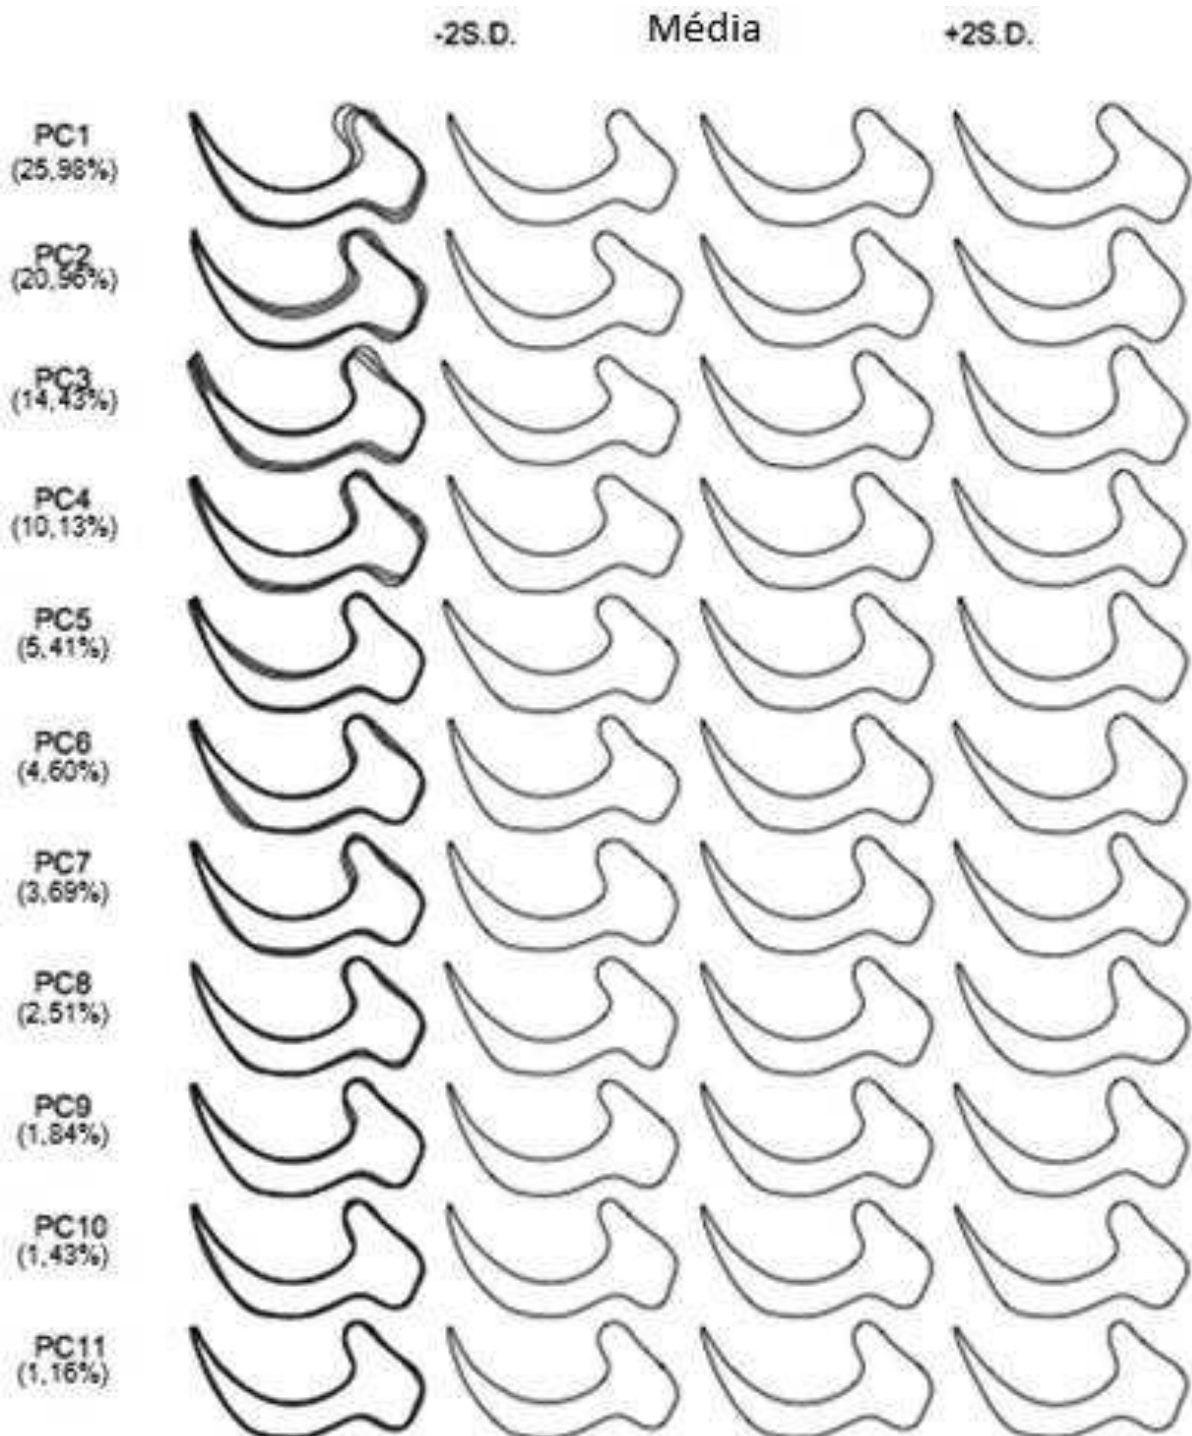 -2S.D. Média +2S.D.
PC1
(25,98%)
PC2
(20,96%)
PC3
(14,43%)
PC4
(10,13%)
PC5
(5,41%)
PC6
(4,60%)
PC7
(3,69%)
PC8
(2,51%)
PC9
(1,84%)
PC10
(1,43%)
PC11
(1,16%)